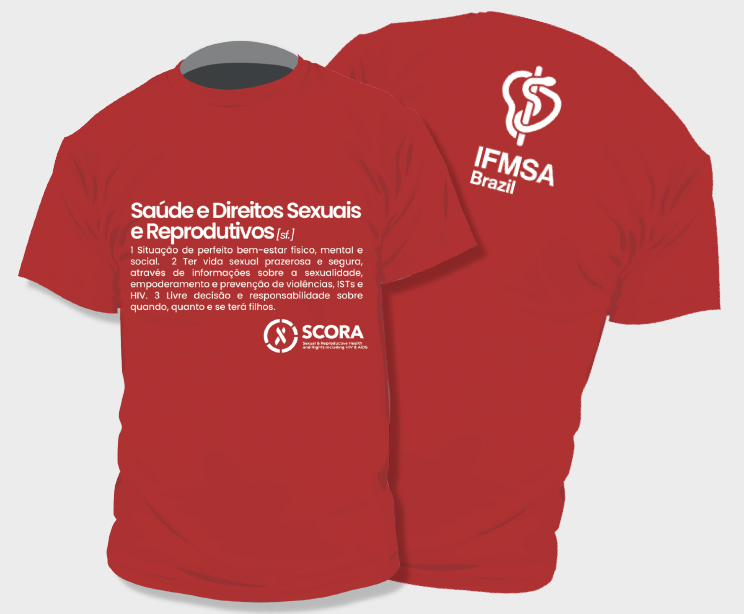 Saúde e Direitos Sexuais
e Reprodutivos [sf.]
1 Situação de perfeito bem-estar físico, mental e
social. 2 Ter vida sexual prazerosa e segura,
através de informações sobre a sexualidade,
empoderamento e prevenção de violências, ISTs e
HIV. 3 Livre decisão e responsabilidade sobre
quando, quanto e se terá filhos.
SCORA
Sexual & Reproductive Health
and Rights including HIV & AIDS
IFMSA
Brazil